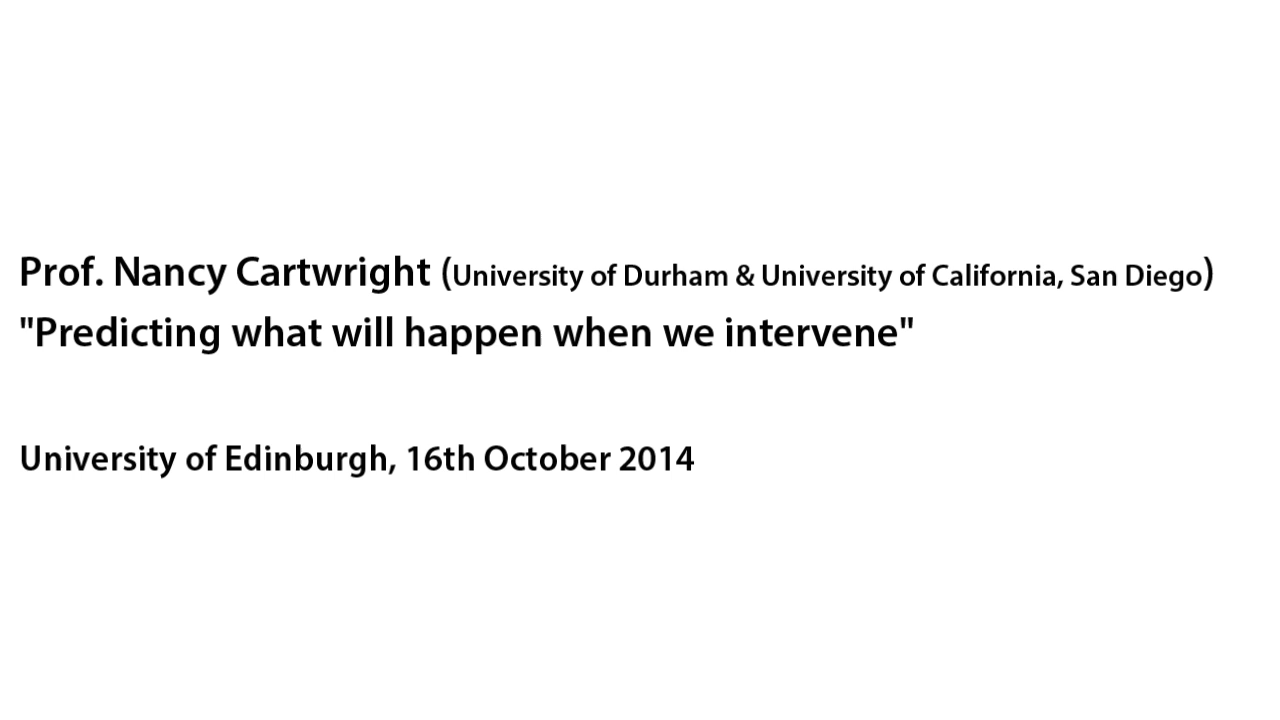 Prof. Nancy Cartwright (University of Durham & University of California, San Diego)
"Predicting what will happen when we intervene"
University of Edinburgh, 16th October 2014